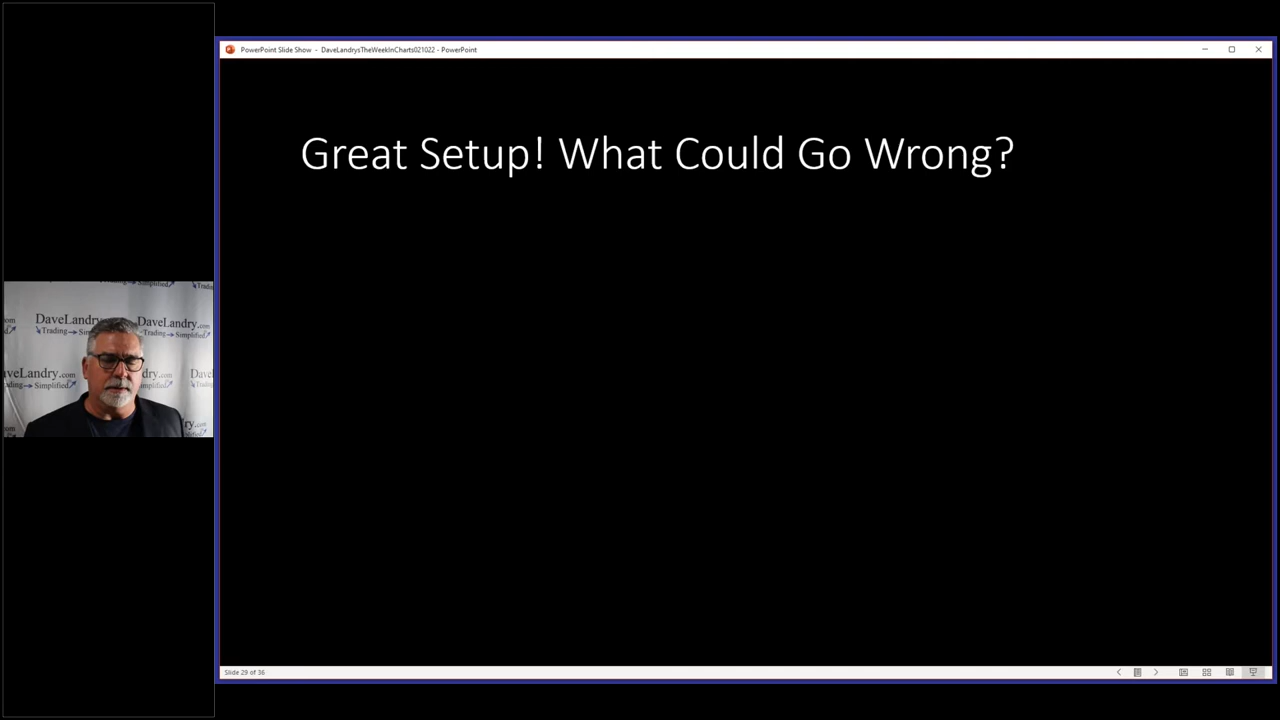 PowerPoint Slide Show - DaveLandrysTheWeekInCharts021022 - PowerPoint
Great Setup! What Could Go Wrong?
DaveLandry.com
Trading Simplified
DaveLandry.com
Trading Simplified
Slide 29 of 36